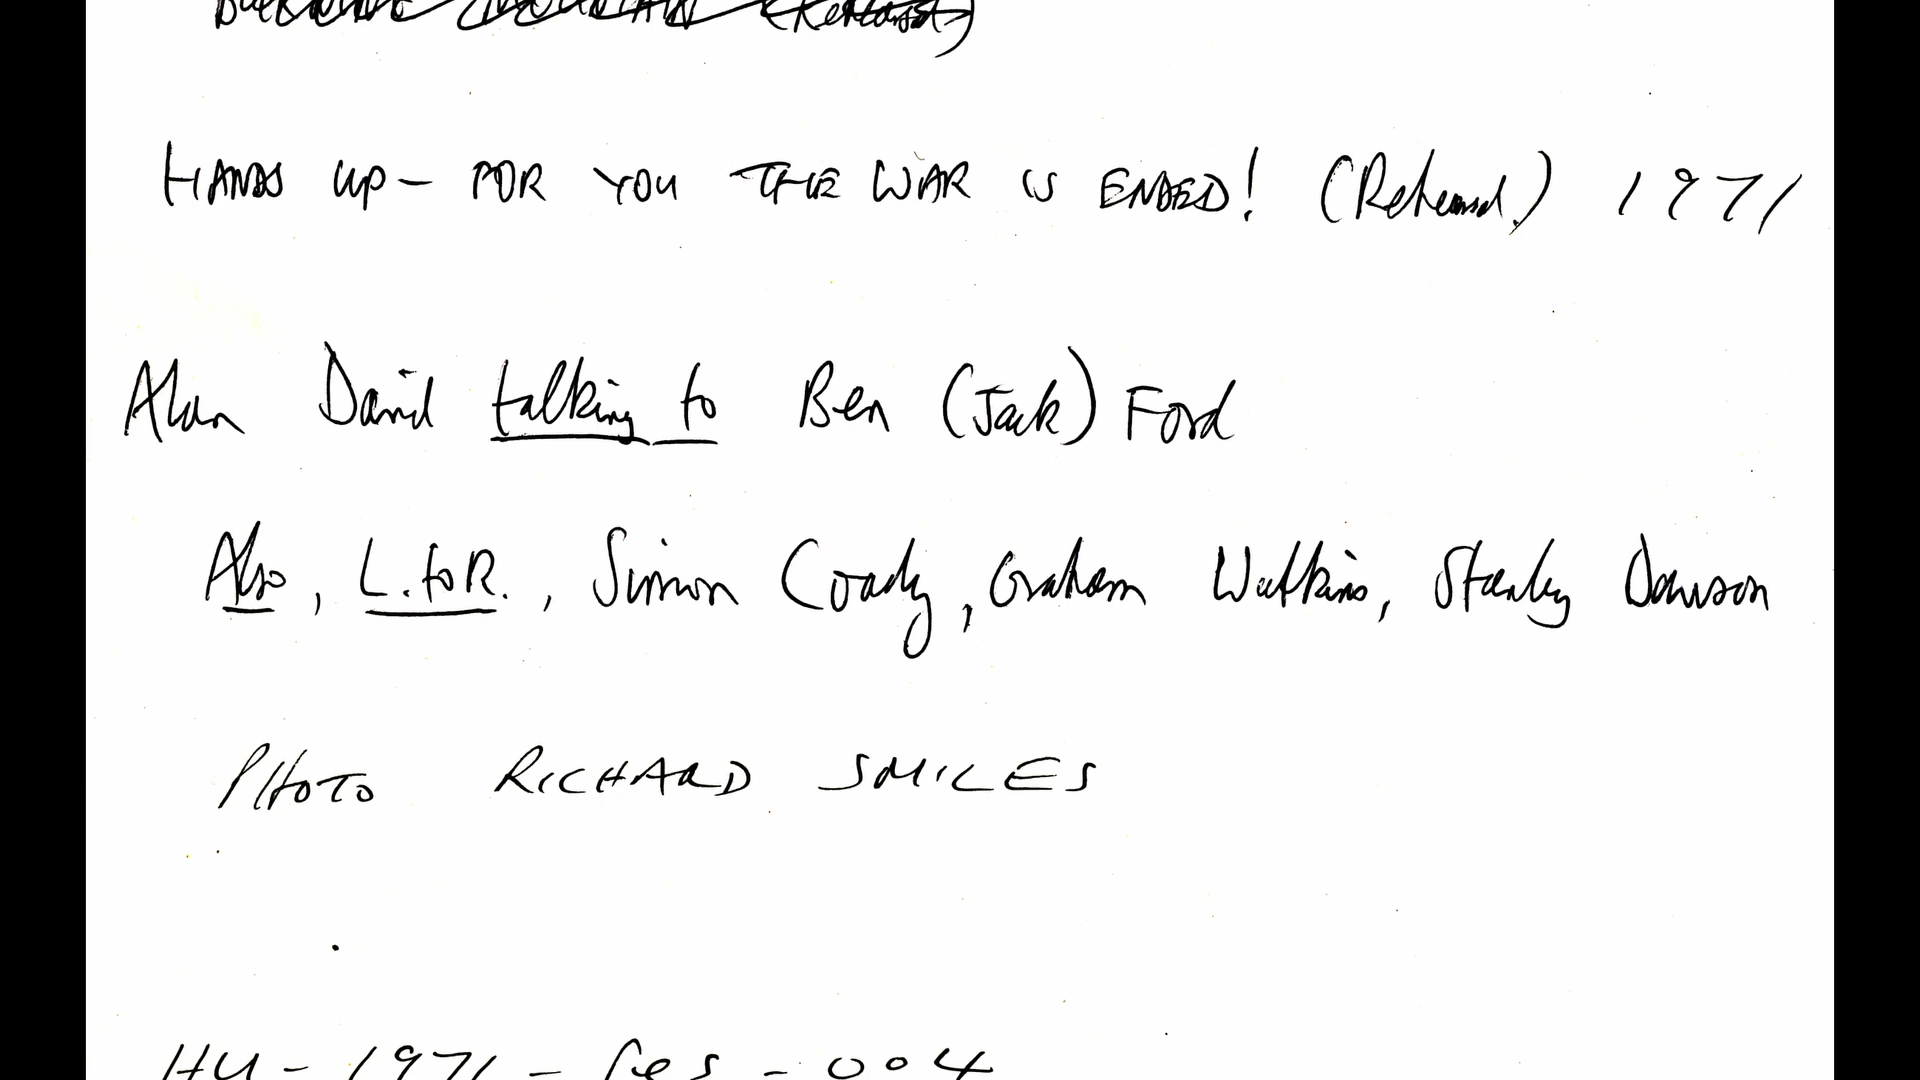 (Rehearsal)
HANDS UP - FOR YOU THE WAR IS ENDED! (Rehearsal.) 1971
Alan David talking to Ben (Jack) Ford
Also, L. to R., Simon Coady, Graham Watkins, Stanley Dawson
PHOTO RICHARD SMILES
HU - 1971 - Res - 004